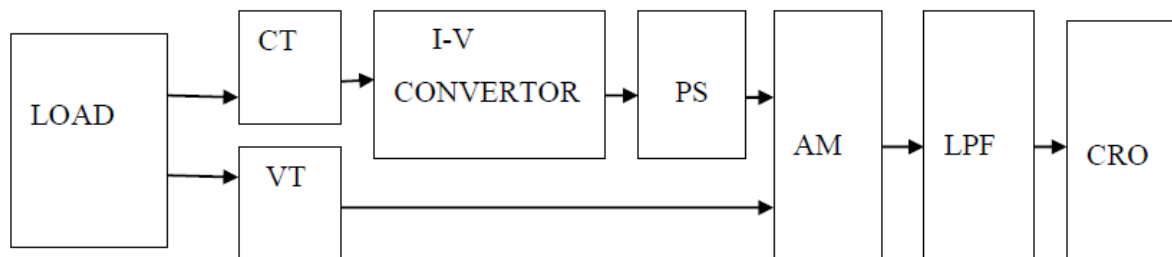 LOAD
CT
I-V
CONVERTOR
PS
VT
AM
LPF
CRO